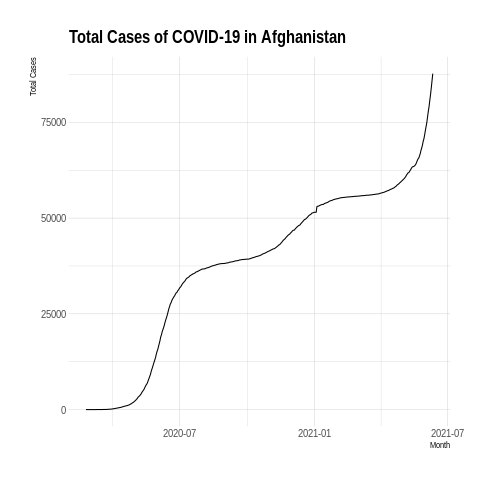 Total Cases of COVID-19 in Afghanistan
Total Cases
75000
50000
25000
0
2020-07 2021-01 2021-07
Month